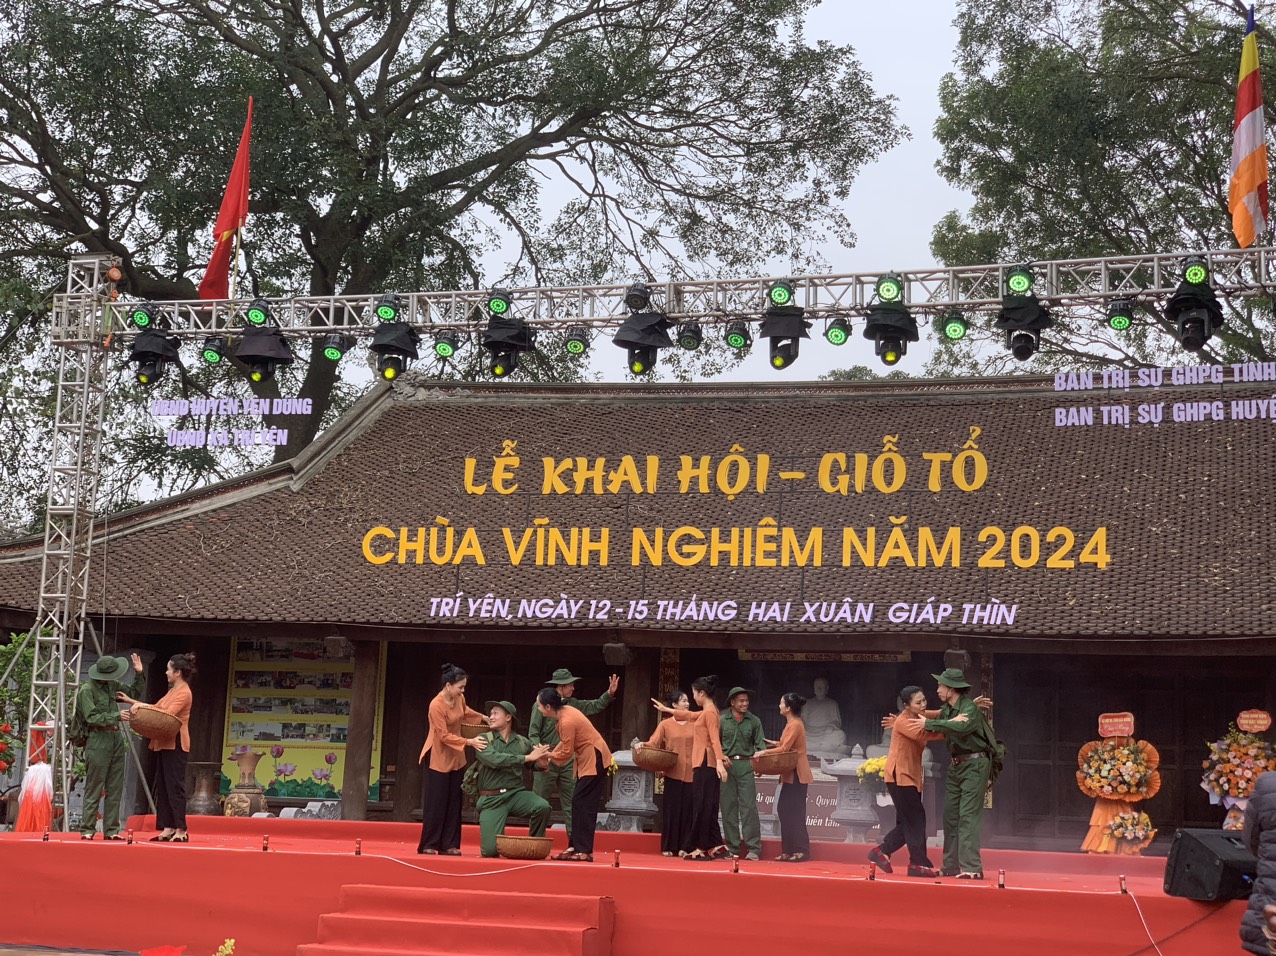 UBND HUYỆN YÊN DŨNG
UBND XÃ TRÍ YÊN
BAN TRỊ SỰ GHPG TỈNH
BAN TRỊ SỰ GHPG HUYỆ
LỄ KHAI HỘI - GIỖ TỔ
CHÙA VĨNH NGHIÊM NĂM 2024
TRÍ YÊN, NGÀY 12 - 15 THÁNG HAI XUÂN GIÁP THÌN